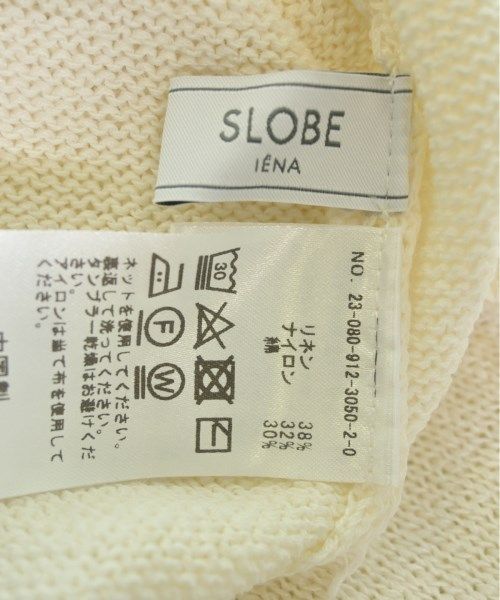 SLOBE
IÉNA
NO. 23-080-912-3050-2-0
リネン 38%
ナイロン 32%
綿 30%
30
F
W
ネットを使用してください。
裏返して洗ってください。
タンブラー乾燥はお避けくだ
さい。
アイロンは当て布を使用して
ください。
中国製